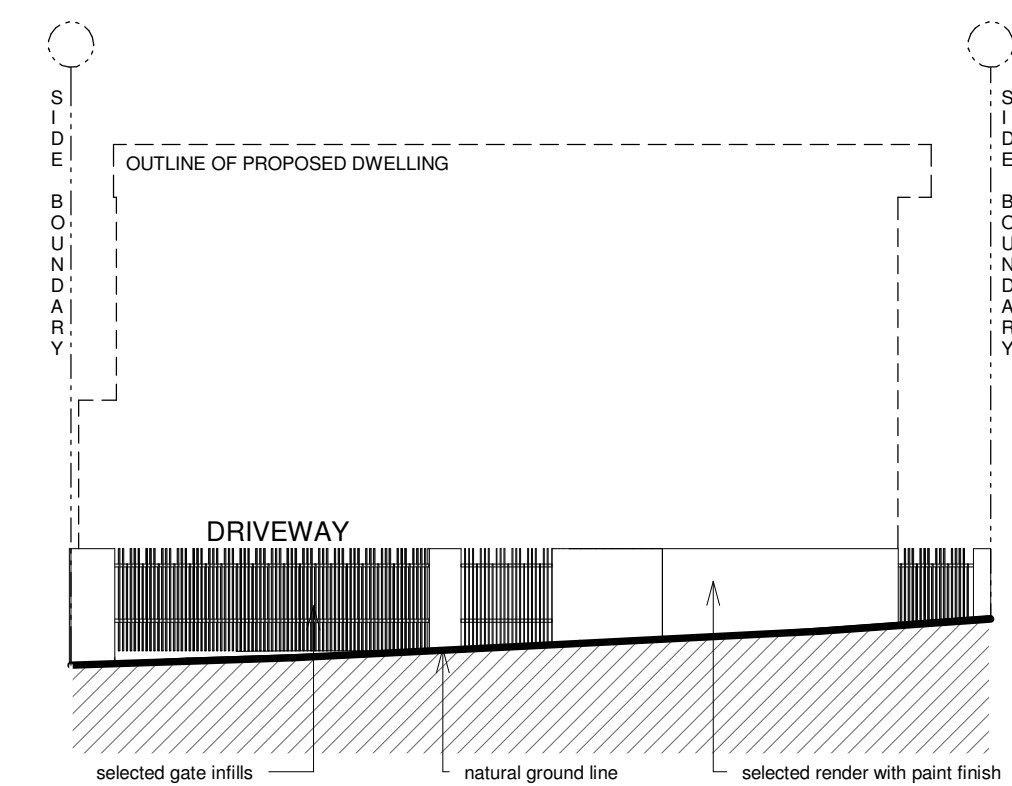 SIDE BOUNDARY
SIDE BOUNDARY
OUTLINE OF PROPOSED DWELLING
DRIVEWAY
selected gate infills
natural ground line
selected render with paint finish